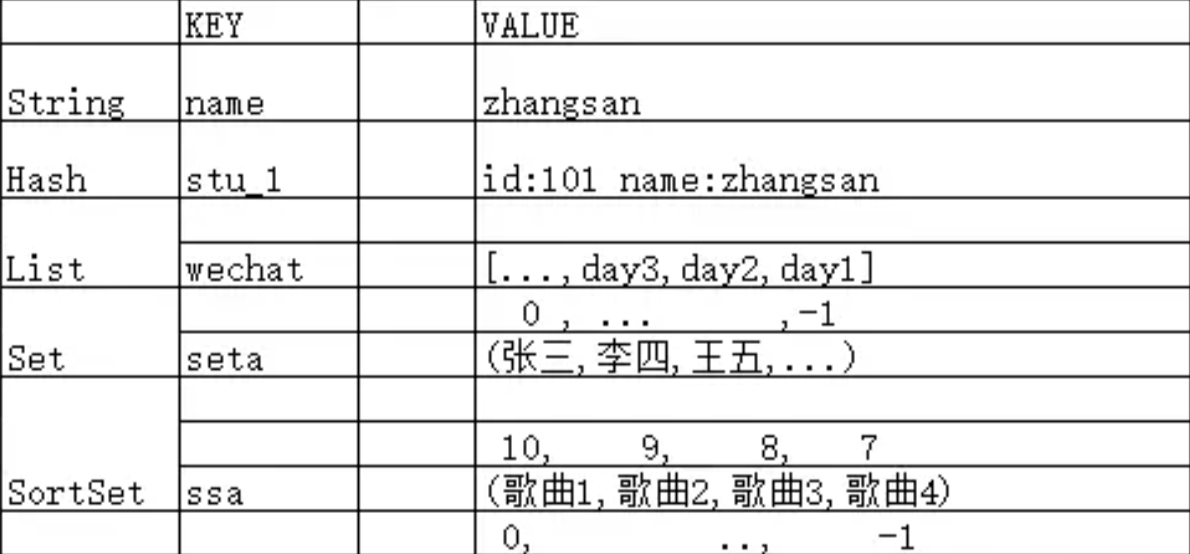 KEY VALUE
String name zhangsan
Hash stu_1 id:101 name:zhangsan
List wechat [...,day3,day2,day1]
0 , ... ,-1
Set seta (张三,李四,王五,...)
10, 9, 8, 7
SortSet ssa (歌曲1,歌曲2,歌曲3,歌曲4)
0, .., -1